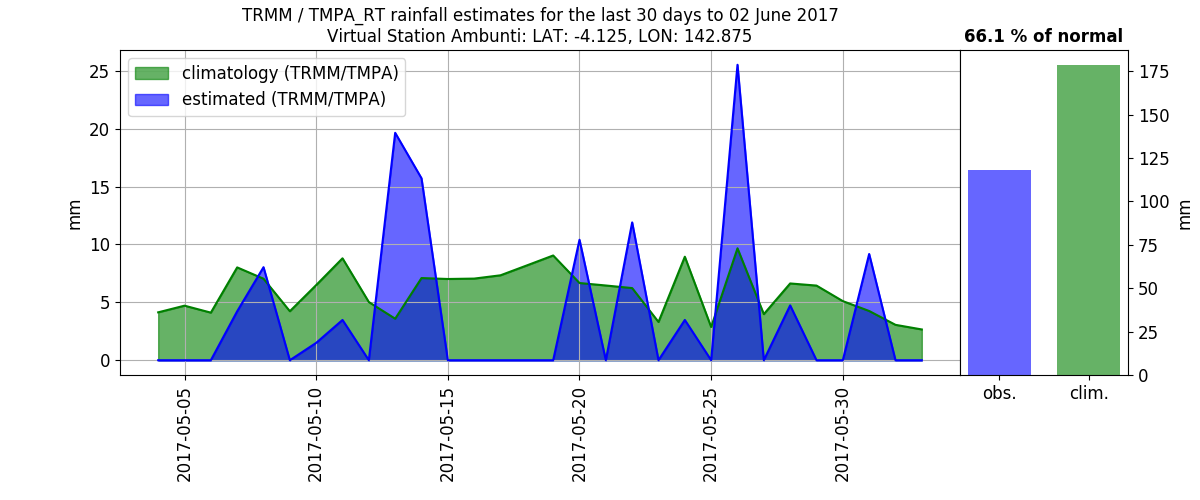 TRMM / TMPA_RT rainfall estimates for the last 30 days to 02 June 2017
Virtual Station Ambunti: LAT: -4.125, LON: 142.875
66.1 % of normal
climatology (TRMM/TMPA)
estimated (TRMM/TMPA)
mm
25
20
15
10
5
0
2017-05-05
2017-05-10
2017-05-15
2017-05-20
2017-05-25
2017-05-30
175
150
125
100
75
50
25
0
mm
obs.
clim.